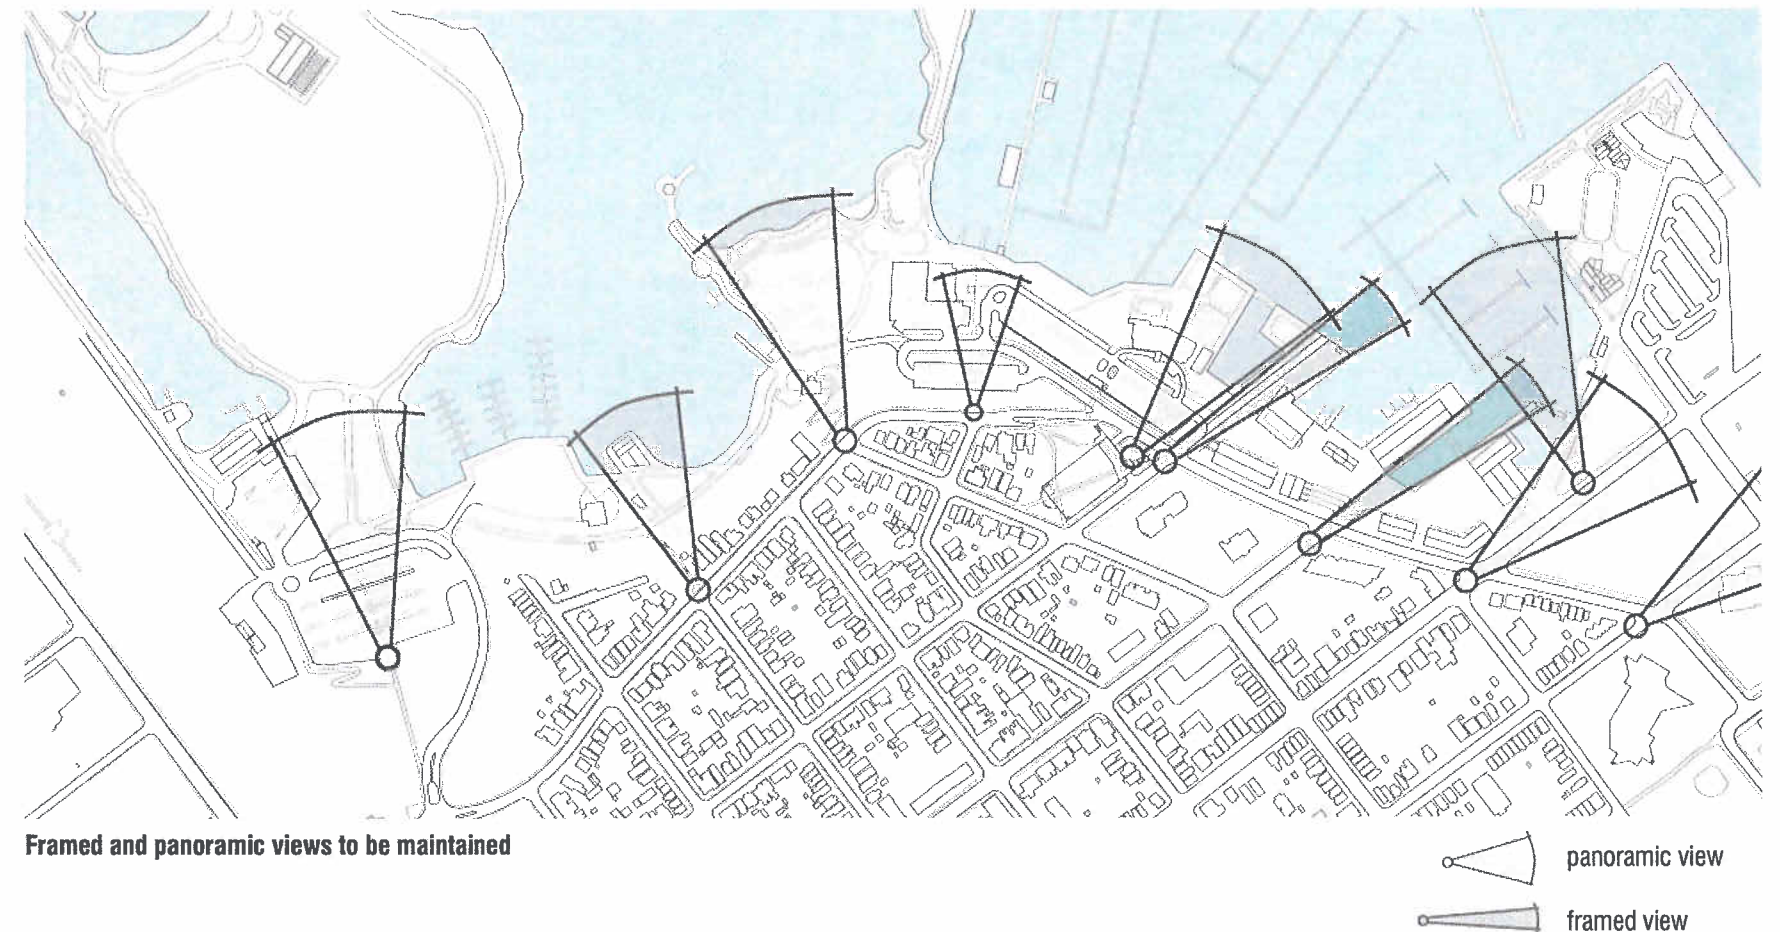 Framed and panoramic views to be maintained
panoramic view
framed view